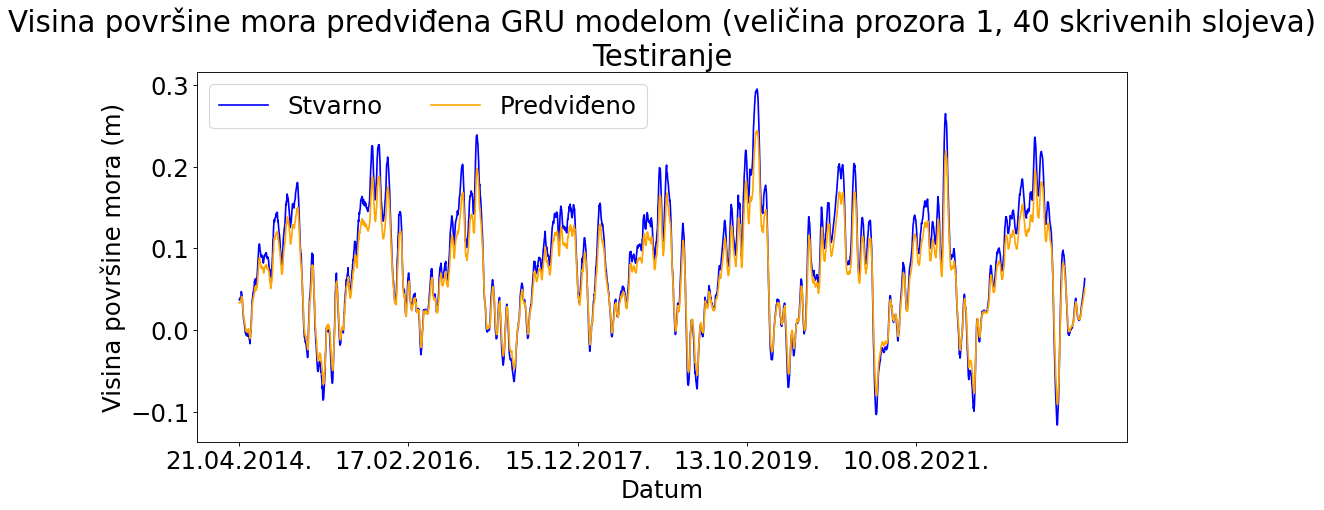 Visina površine mora predviđena GRU modelom (veličina prozora 1, 40 skrivenih slojeva)
Testiranje
Stvarno
Predviđeno
Visina površine mora (m)
0.3
0.2
0.1
0.0
−0.1
21.04.2014.
17.02.2016.
15.12.2017.
13.10.2019.
10.08.2021.
Datum